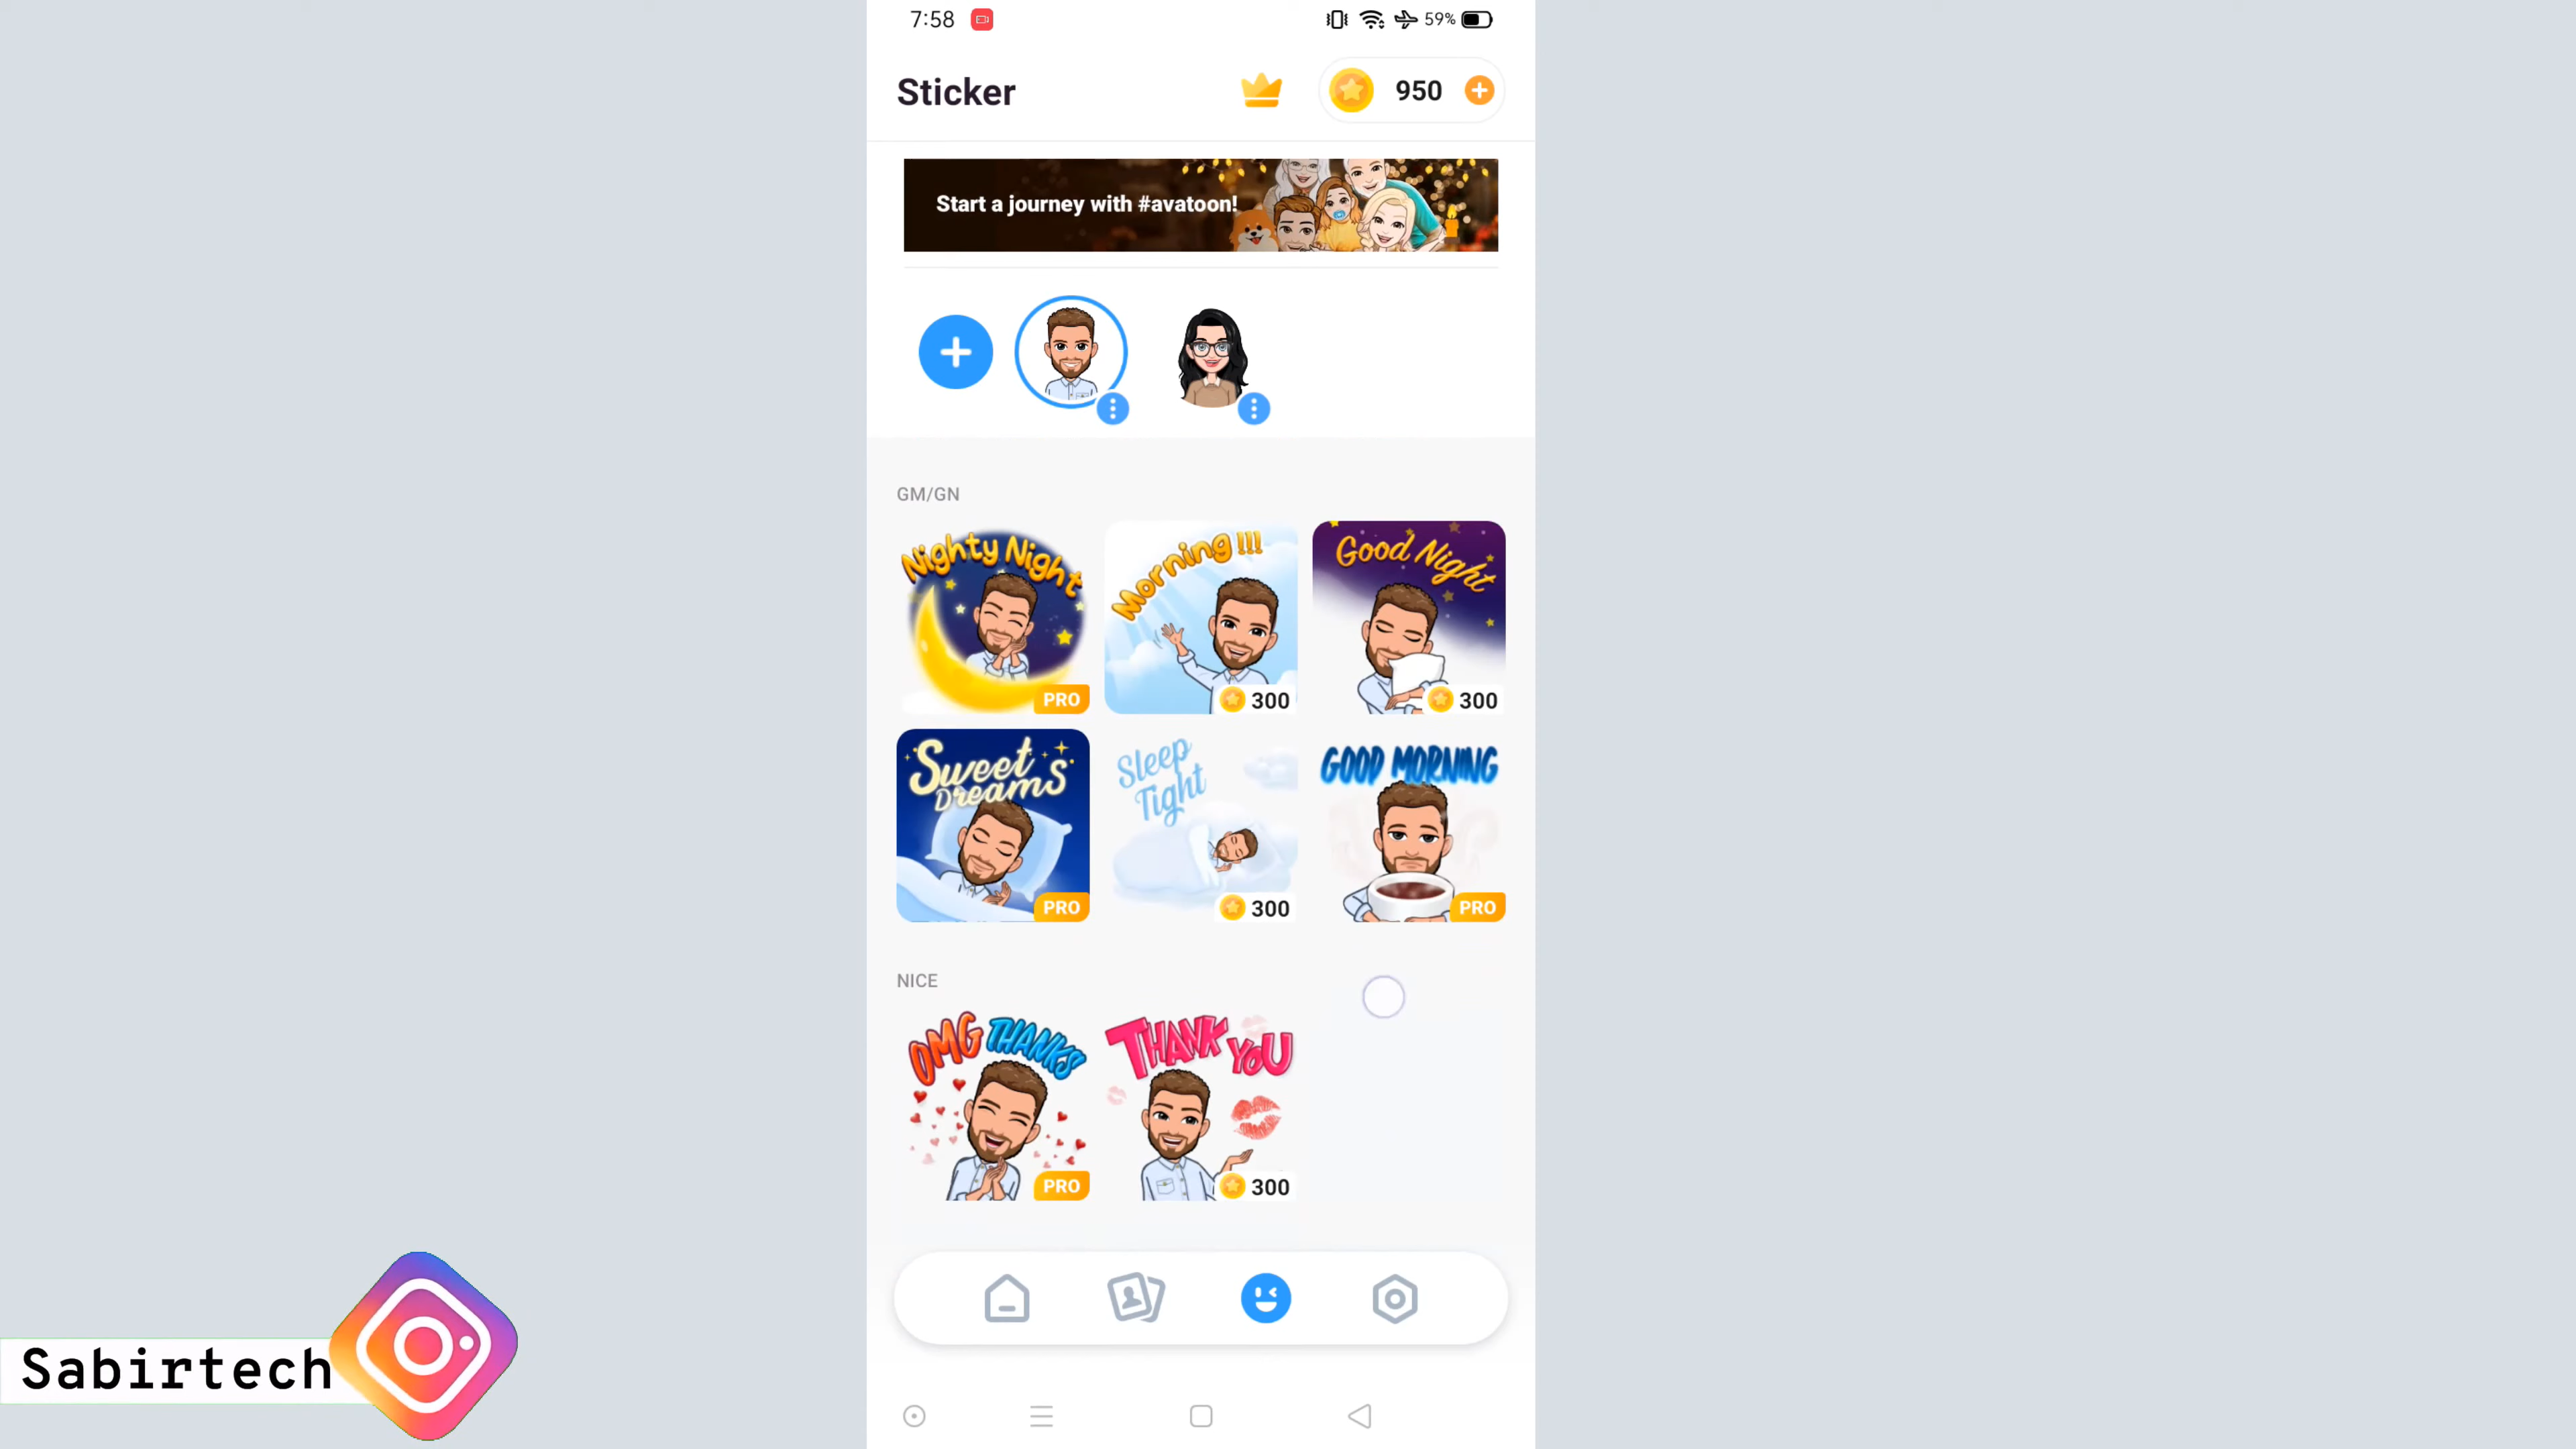 7:58
59%
Sticker
950
Start a journey with #avatoon!
GM/GN
Nighty Night
PRO
Morning!!!
300
Good Night
300
Sweet Dreams
PRO
Sleep Tight
300
GOOD MORNING
PRO
NICE
OMG THANKS
PRO
THANK YOU
300
Sabirtech